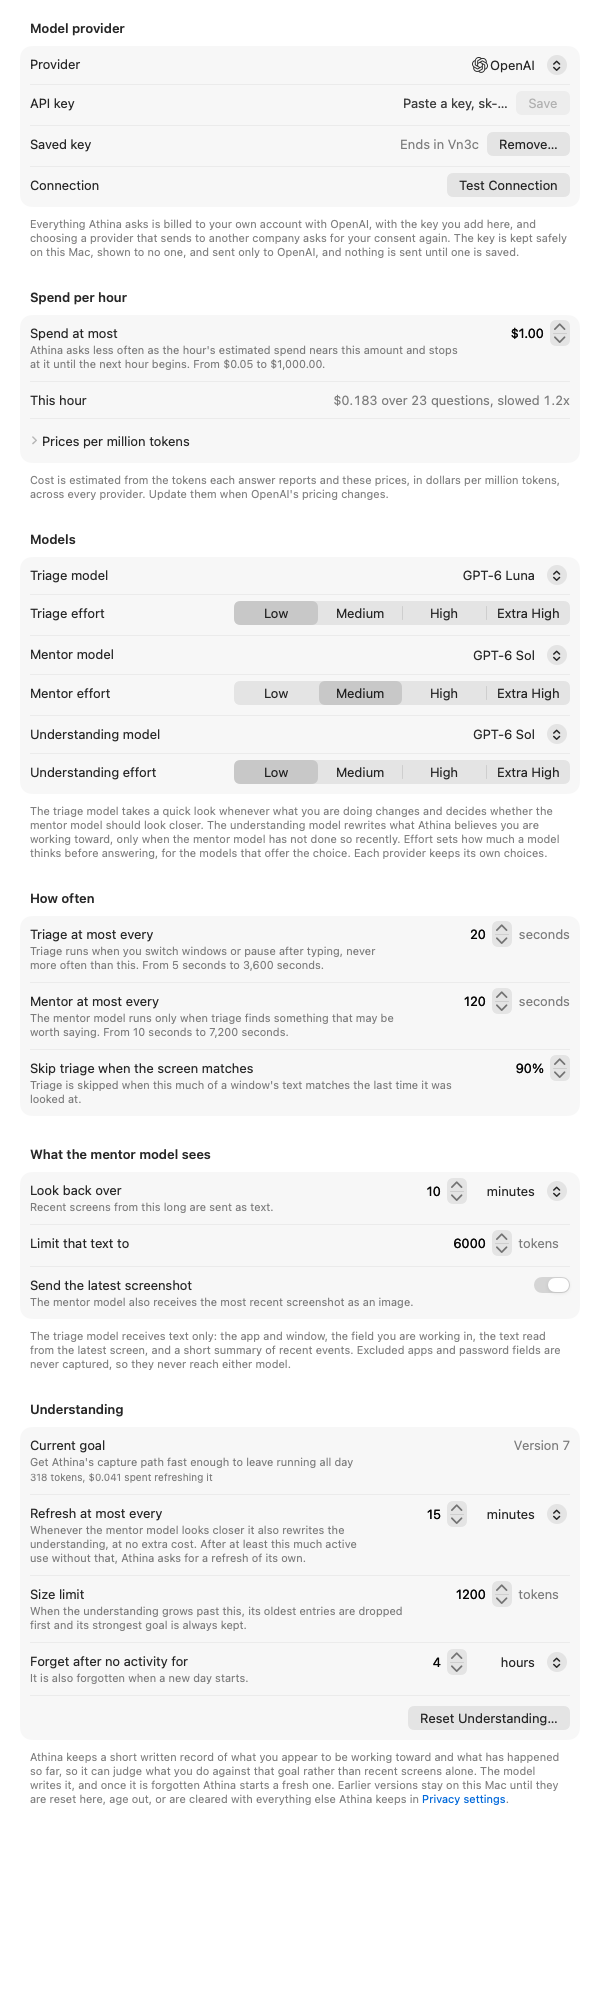 Model provider
Provider
OpenAI
API key
Paste a key, sk-...
Save
Saved key
Ends in Vn3c
Remove...
Connection
Test Connection
Everything Athina asks is billed to your own account with OpenAI, with the key you add here, and
choosing a provider that sends to another company asks for your consent again. The key is kept safely
on this Mac, shown to no one, and sent only to OpenAI, and nothing is sent until one is saved.
Spend per hour
Spend at most
$1.00
Athina asks less often as the hour's estimated spend nears this amount and stops
at it until the next hour begins. From $0.05 to $1,000.00.
This hour
$0.183 over 23 questions, slowed 1.2x
Prices per million tokens
Cost is estimated from the tokens each answer reports and these prices, in dollars per million tokens,
across every provider. Update them when OpenAI's pricing changes.
Models
Triage model
GPT-6 Luna
Triage effort
Low Medium High Extra High
Mentor model
GPT-6 Sol
Mentor effort
Low Medium High Extra High
Understanding model
GPT-6 Sol
Understanding effort
Low Medium High Extra High
The triage model takes a quick look whenever what you are doing changes and decides whether the
mentor model should look closer. The understanding model rewrites what Athina believes you are
working toward, only when the mentor model has not done so recently. Effort sets how much a model
thinks before answering, for the models that offer the choice. Each provider keeps its own choices.
How often
Triage at most every
20 seconds
Triage runs when you switch windows or pause after typing, never
more often than this. From 5 seconds to 3,600 seconds.
Mentor at most every
120 seconds
The mentor model runs only when triage finds something that may be
worth saying. From 10 seconds to 7,200 seconds.
Skip triage when the screen matches
90%
Triage is skipped when this much of a window's text matches the last time it was
looked at.
What the mentor model sees
Look back over
10 minutes
Recent screens from this long are sent as text.
Limit that text to
6000 tokens
Send the latest screenshot
The mentor model also receives the most recent screenshot as an image.
The triage model receives text only: the app and window, the field you are working in, the text read
from the latest screen, and a short summary of recent events. Excluded apps and password fields are
never captured, so they never reach either model.
Understanding
Current goal
Version 7
Get Athina's capture path fast enough to leave running all day
318 tokens, $0.041 spent refreshing it
Refresh at most every
15 minutes
Whenever the mentor model looks closer it also rewrites the
understanding, at no extra cost. After at least this much active
use without that, Athina asks for a refresh of its own.
Size limit
1200 tokens
When the understanding grows past this, its oldest entries are dropped
first and its strongest goal is always kept.
Forget after no activity for
4 hours
It is also forgotten when a new day starts.
Reset Understanding...
Athina keeps a short written record of what you appear to be working toward and what has happened
so far, so it can judge what you do against that goal rather than recent screens alone. The model
writes it, and once it is forgotten Athina starts a fresh one. Earlier versions stay on this Mac until they
are reset here, age out, or are cleared with everything else Athina keeps in Privacy settings.